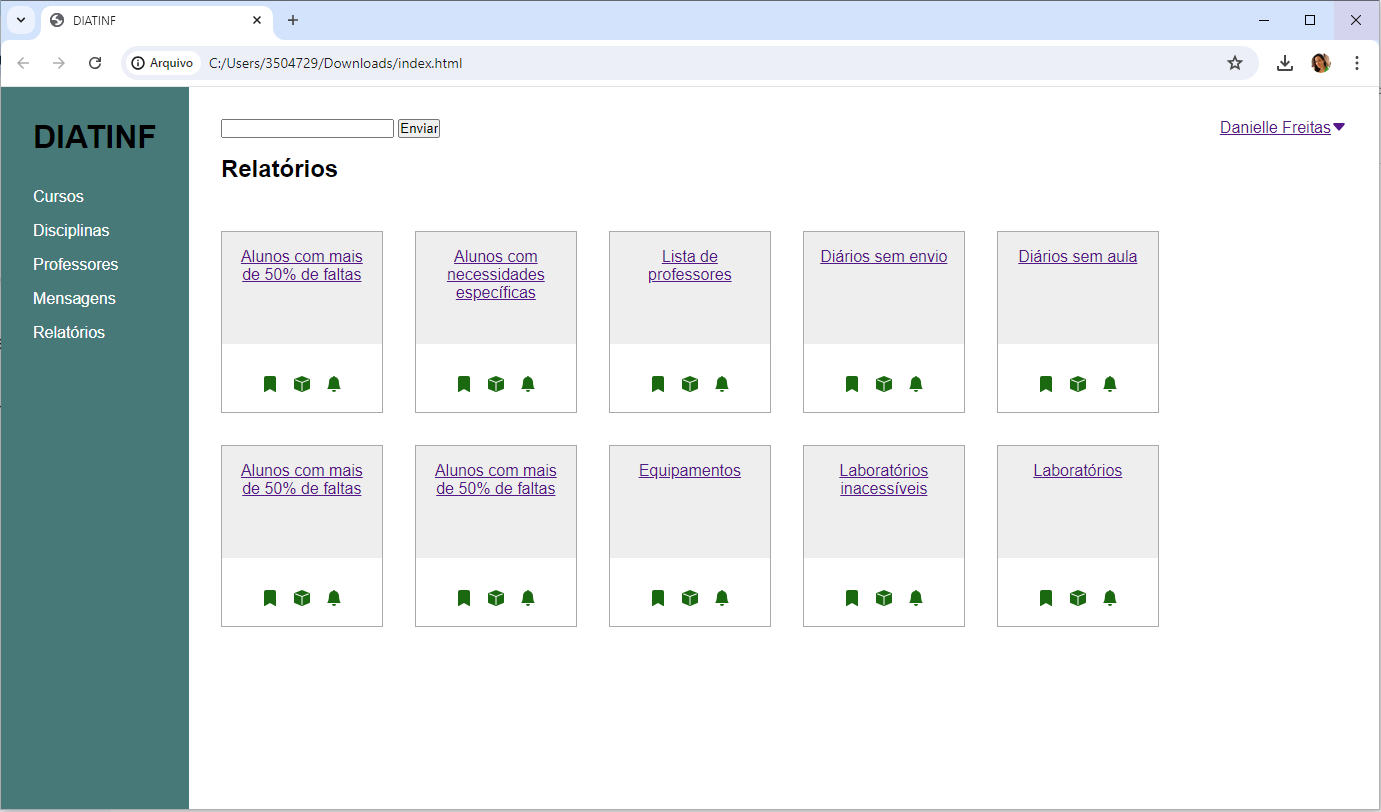 DIATINF
Arquivo
C:/Users/3504729/Downloads/index.html
DIATINF
Cursos
Disciplinas
Professores
Mensagens
Relatórios
Enviar
Danielle Freitas
Relatórios
Alunos com mais
de 50% de faltas
Alunos com
necessidades
específicas
Lista de
professores
Diários sem envio
Diários sem aula
Alunos com mais
de 50% de faltas
Alunos com mais
de 50% de faltas
Equipamentos
Laboratórios
inacessíveis
Laboratórios